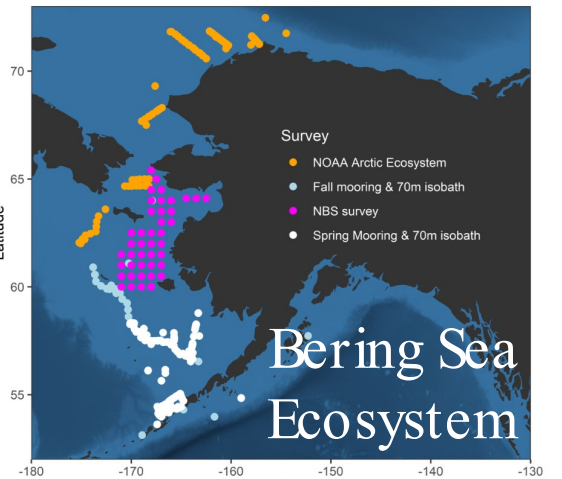 70
65
60
55
Latitude
Survey
NOAA Arctic Ecosystem
Fall mooring & 70m isobath
NBS survey
Spring Mooring & 70m isobath
Bering Sea
Ecosystem
-180 -170 -160 -150 -140 -130